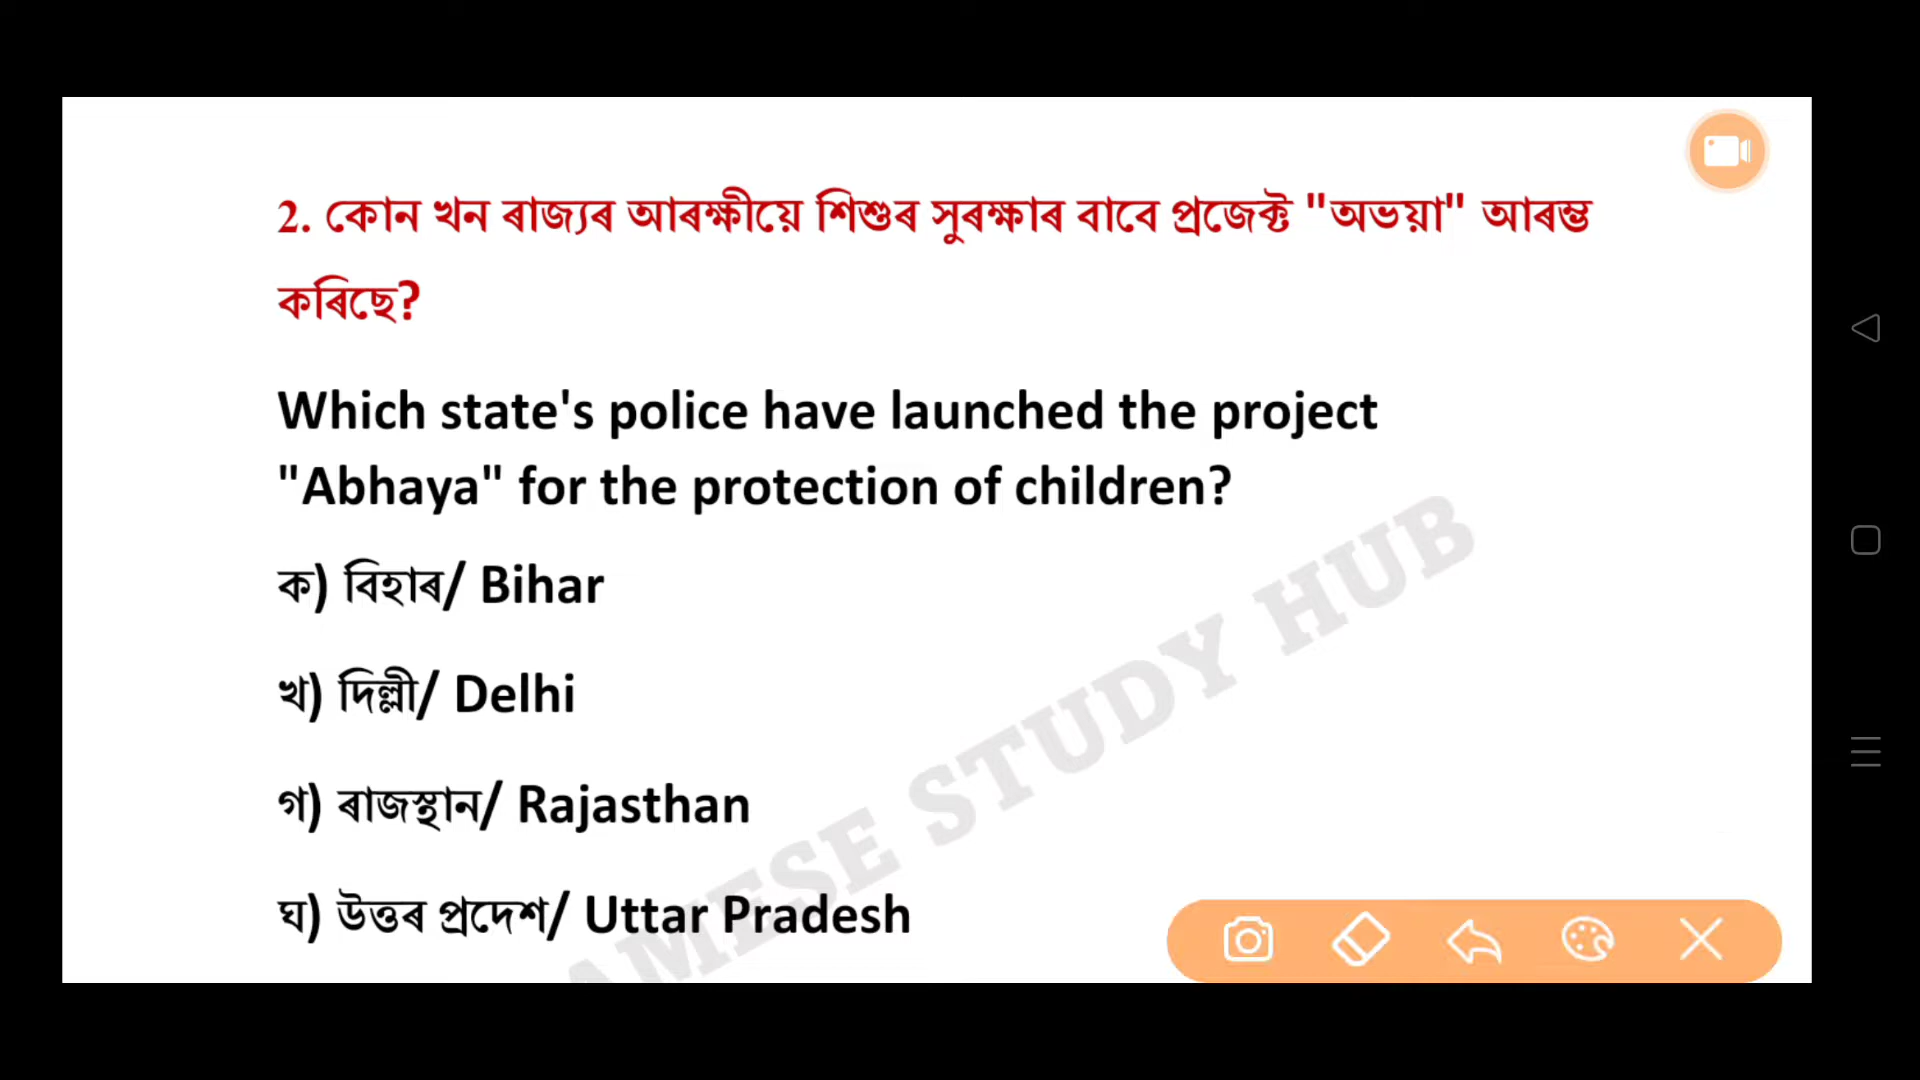 2. কোন খন ৰাজ্যৰ আৰক্ষীয়ে শিশুৰ সুৰক্ষাৰ বাবে প্ৰজেক্ট "অভয়া" আৰম্ভ
কৰিছে?
Which state's police have launched the project
"Abhaya" for the protection of children?
ক) বিহাৰ/ Bihar
খ) দিল্লী/ Delhi
গ) ৰাজস্থান/ Rajasthan
ঘ) উত্তৰ প্ৰদেশ/ Uttar Pradesh
AMESE STUDY HUB